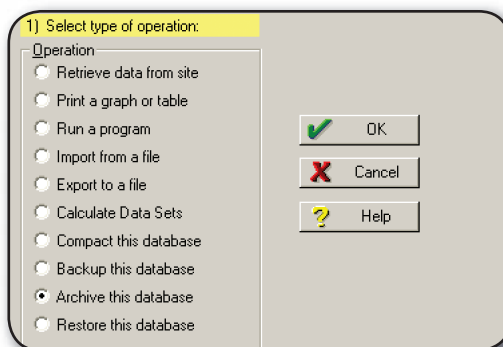 1) Select type of operation:
Operation
Retrieve data from site
Print a graph or table
Run a program
Import from a file
Export to a file
Calculate Data Sets
Compact this database
Backup this database
Archive this database
Restore this database
OK
Cancel
Help